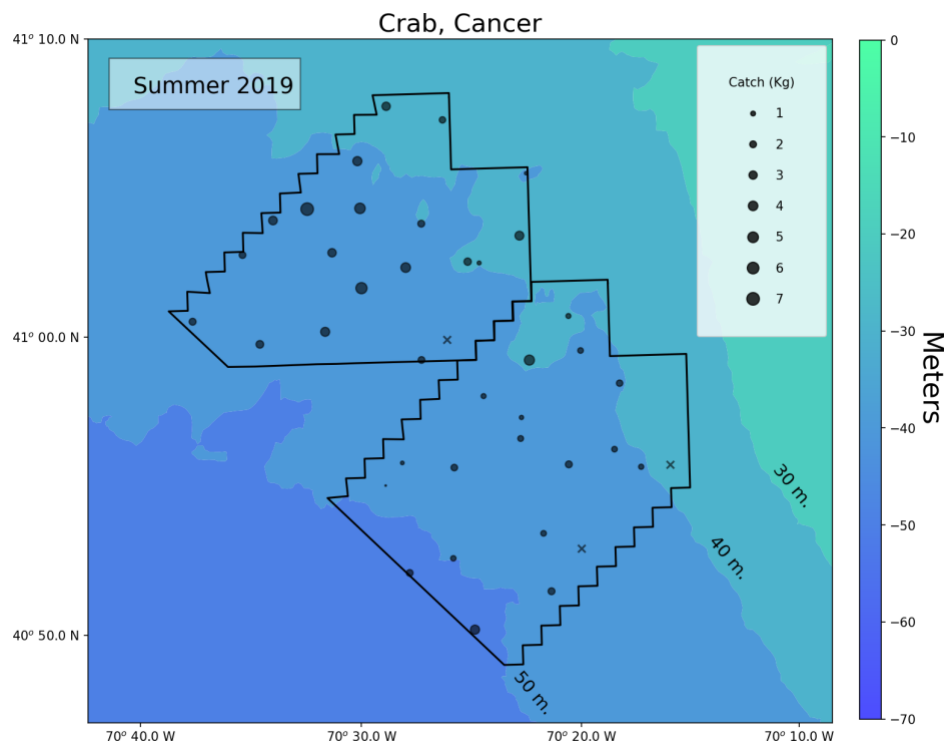 Crab, Cancer
41° 10.0 N
Summer 2019
Catch (Kg)
1
2
3
4
5
6
7
41° 00.0 N
40° 50.0 N
30 m.
40 m.
50 m.
70° 40.0 W
70° 30.0 W
70° 20.0 W
70° 10.0 W
0
−10
−20
−30
−40
−50
−60
−70
Meters